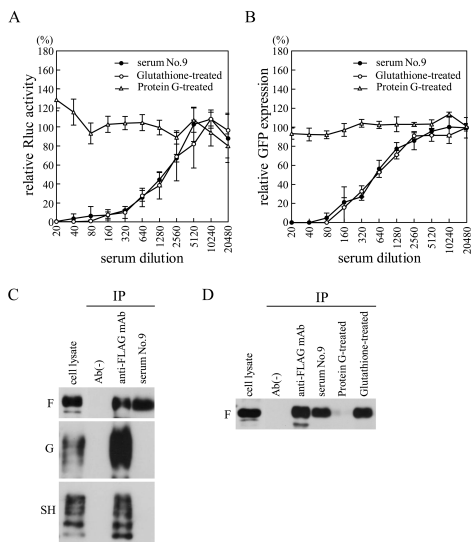 A
B
(%)
(%)
180
160
140
120
100
80
60
40
20
0
relative Rluc activity
serum No.9
Glutathione-treated
Protein G-treated
20
40
80
160
320
640
1280
2560
5120
10240
20480
serum dilution
180
160
140
120
100
80
60
40
20
0
relative GFP expression
serum No.9
Glutathione-treated
Protein G-treated
20
40
80
160
320
640
1280
2560
5120
10240
20480
serum dilution
C
IP
cell lysate
Ab(-)
anti-FLAG mAb
serum No.9
F
G
SH
D
IP
cell lysate
Ab(-)
anti-FLAG mAb
serum No.9
Protein G-treated
Glutathione-treated
F